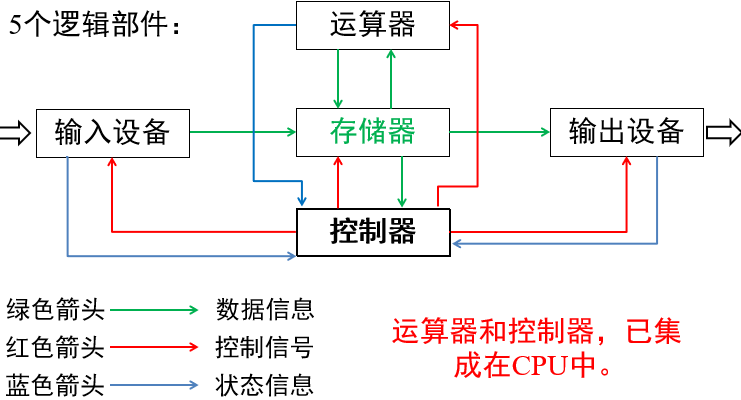 5个逻辑部件：
运算器
输入设备
存储器
输出设备
控制器
绿色箭头
数据信息
红色箭头
控制信号
蓝色箭头
状态信息
运算器和控制器，已集
成在CPU中。